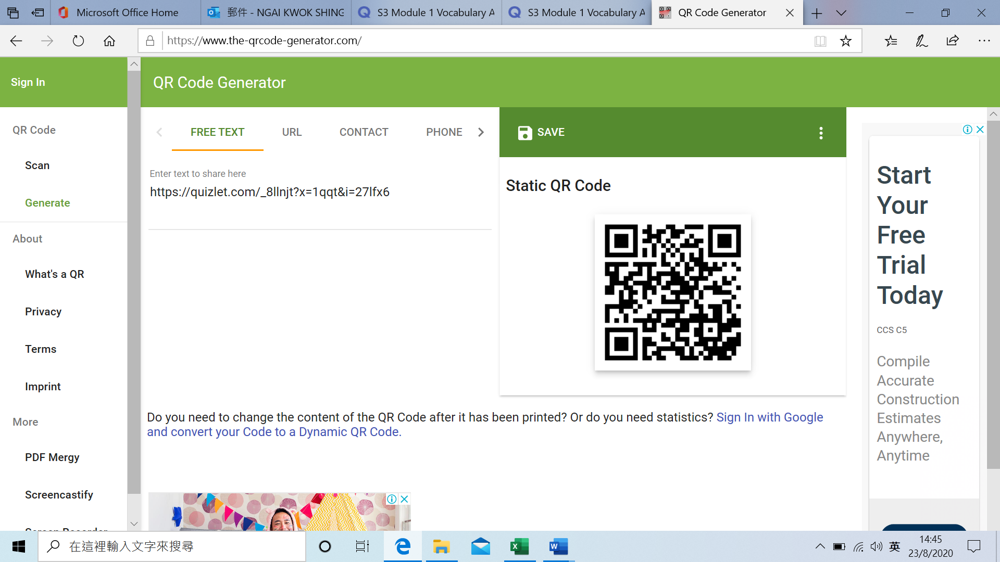 Microsoft Office Home
郵件 - NGAI KWOK SHING
S3 Module 1 Vocabulary A
S3 Module 1 Vocabulary A
QR Code Generator
https://www.the-qrcode-generator.com/
Sign In
QR Code Generator
QR Code
Scan
Generate
About
What's a QR
Privacy
Terms
Imprint
More
PDF Mergy
Screencastify
Screen Recorder
FREE TEXT
URL
CONTACT
PHONE
Enter text to share here
https://quizlet.com/_8llnjt?x=1qqt&i=27lfx6
SAVE
Static QR Code
Do you need to change the content of the QR Code after it has been printed? Or do you need statistics? Sign In with Google
and convert your Code to a Dynamic QR Code.
Start
Your
Free
Trial
Today
CCS C5
Compile
Accurate
Construction
Estimates
Anywhere,
Anytime
在這裡輸入文字來搜尋
英
14:45
23/8/2020